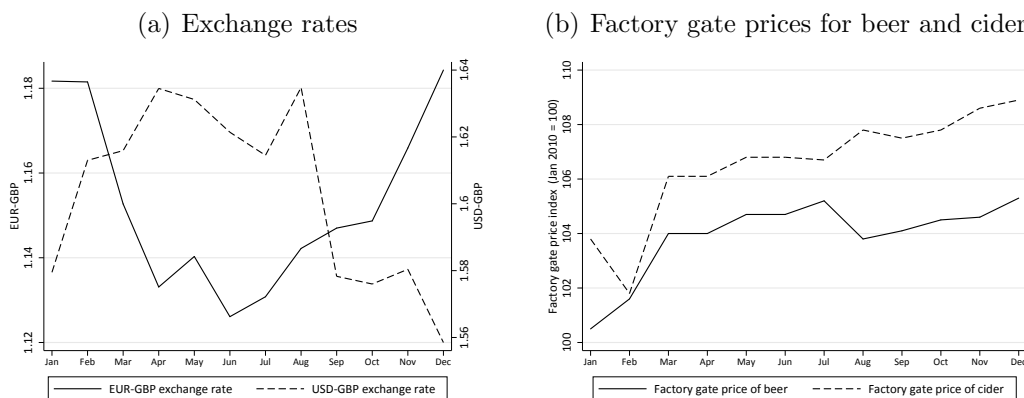 (a) Exchange rates
EUR-GBP
1.12 1.14 1.16 1.18
1.56 1.58 1.6 1.62 1.64
USD-GBP
Jan Feb Mar Apr May Jun Jul Aug Sep Oct Nov Dec
EUR-GBP exchange rate USD-GBP exchange rate
(b) Factory gate prices for beer and cider
Factory gate price index (Jan 2010 = 100)
100 102 104 106 108 110
Jan Feb Mar Apr May Jun Jul Aug Sep Oct Nov Dec
Factory gate price of beer Factory gate price of cider